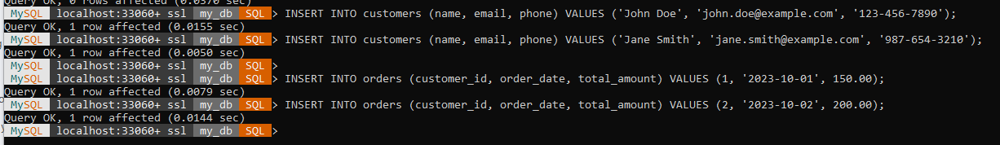 Query OK, 0 rows affected (0.0370 sec)
MySQL localhost:33060+ ssl my_db SQL > INSERT INTO customers (name, email, phone) VALUES ('John Doe', 'john.doe@example.com', '123-456-7890');
Query OK, 1 row affected (0.0155 sec)
MySQL localhost:33060+ ssl my_db SQL > INSERT INTO customers (name, email, phone) VALUES ('Jane Smith', 'jane.smith@example.com', '987-654-3210');
Query OK, 1 row affected (0.0050 sec)
MySQL localhost:33060+ ssl my_db SQL >
MySQL localhost:33060+ ssl my_db SQL > INSERT INTO orders (customer_id, order_date, total_amount) VALUES (1, '2023-10-01', 150.00);
Query OK, 1 row affected (0.0079 sec)
MySQL localhost:33060+ ssl my_db SQL > INSERT INTO orders (customer_id, order_date, total_amount) VALUES (2, '2023-10-02', 200.00);
Query OK, 1 row affected (0.0144 sec)
MySQL localhost:33060+ ssl my_db SQL >